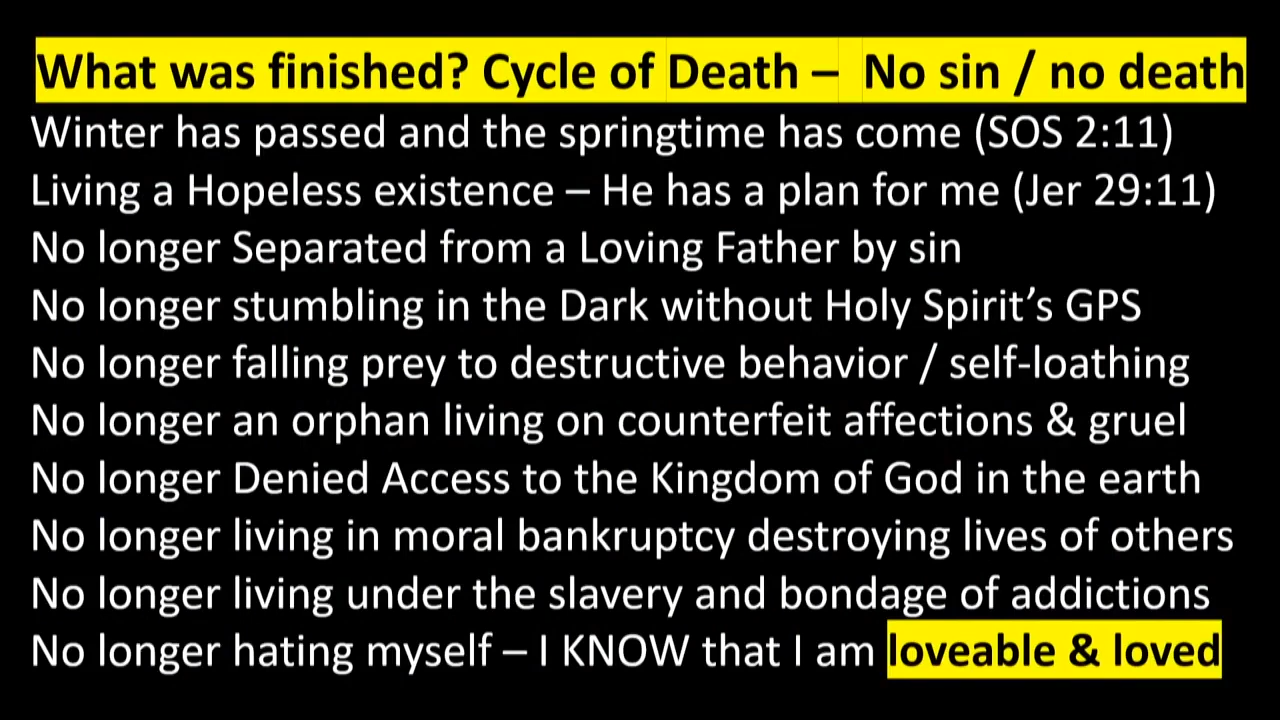 What was finished? Cycle of Death – No sin / no death
Winter has passed and the springtime has come (SOS 2:11)
Living a Hopeless existence – He has a plan for me (Jer 29:11)
No longer Separated from a Loving Father by sin
No longer stumbling in the Dark without Holy Spirit’s GPS
No longer falling prey to destructive behavior / self-loathing
No longer an orphan living on counterfeit affections & gruel
No longer Denied Access to the Kingdom of God in the earth
No longer living in moral bankruptcy destroying lives of others
No longer living under the slavery and bondage of addictions
No longer hating myself – I KNOW that I am loveable & loved